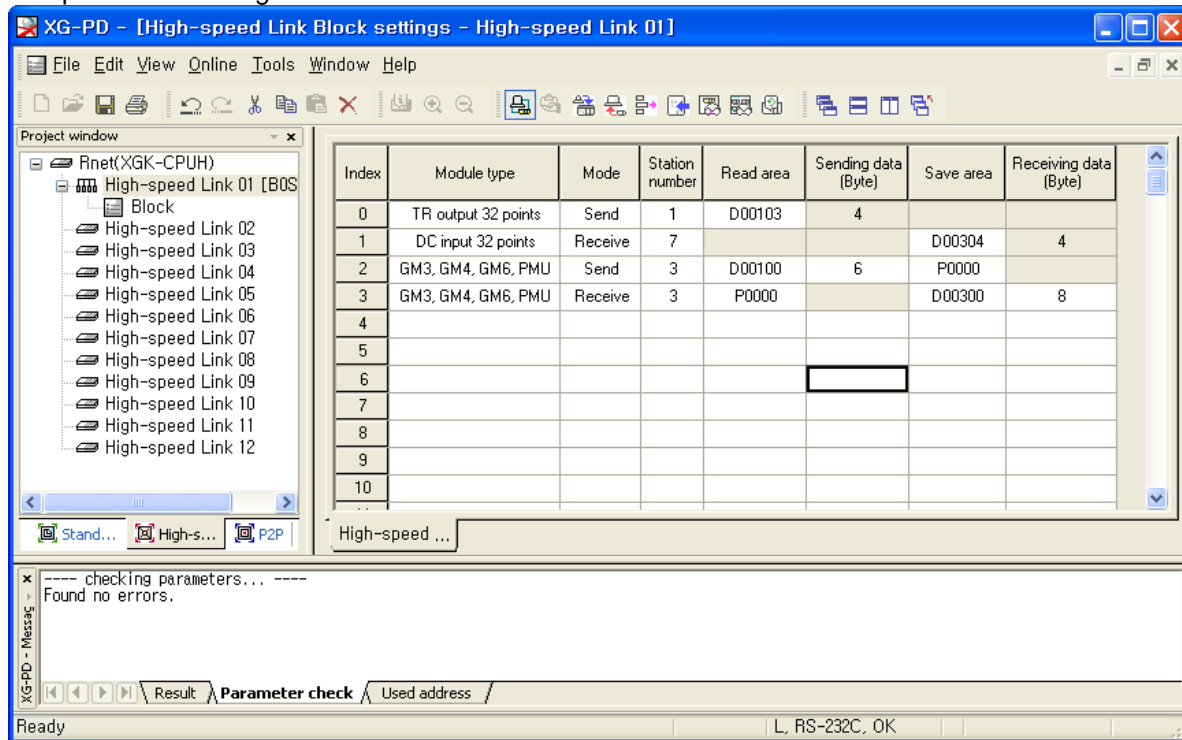 XG-PD - [High-speed Link Block settings - High-speed Link 01]
File Edit View Online Tools Window Help
Project window
Rnet(XGK-CPUH)
High-speed Link 01 [B0S
Block
High-speed Link 02
High-speed Link 03
High-speed Link 04
High-speed Link 05
High-speed Link 06
High-speed Link 07
High-speed Link 08
High-speed Link 09
High-speed Link 10
High-speed Link 11
High-speed Link 12
Stand... High-s... P2P
Index Module type Mode Station number Read area Sending data (Byte) Save area Receiving data (Byte)
0 TR output 32 points Send 1 D00103 4
1 DC input 32 points Receive 7 D00304 4
2 GM3, GM4, GM6, PMU Send 3 D00100 6 P0000
3 GM3, GM4, GM6, PMU Receive 3 P0000 D00300 8
4
5
6
7
8
9
10
High-speed ...
---- checking parameters... ----
Found no errors.
XG-PD - Messag
Result Parameter check Used address
Ready L, RS-232C, OK